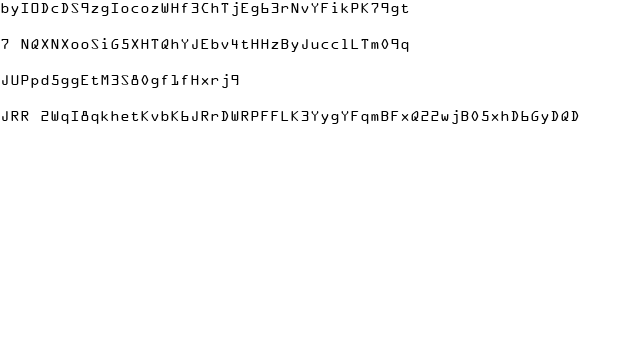 byIODcDS9zgIocozWHf3ChTjEg63rNvYFikPK79gt
7 NQXNXooSiG5XHTQhYJEbv4tHHzByJucclLTm09q
JUPpd5ggEtM3S80gf1fHxrj9
JRR 2WqI8qkhetKvbK6JRrDWRPFFLK3YygYFqmBFxQ22wjB05xhD6GyDQD